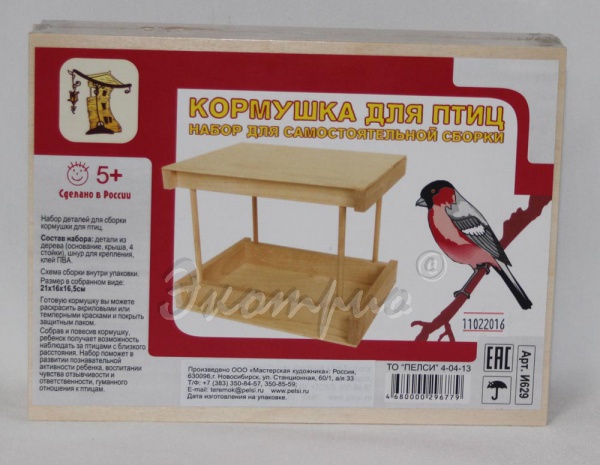 КОРМУШКА ДЛЯ ПТИЦ
НАБОР ДЛЯ САМОСТОЯТЕЛЬНОЙ СБОРКИ
5+
Сделано в России
Набор деталей для сборки
кормушки для птиц.
Состав набора: детали из
дерева (основание, крыша, 4
стойки), шнур для крепления,
клей ПВА.
Схема сборки внутри упаковки.
Размер в собранном виде:
21х16х16,5см
Готовую кормушку вы можете
раскрасить акриловыми или
темперными красками и покрыть
защитным лаком.
Собрав и повесив кормушку,
ребёнок получает возможность
наблюдать за птицами с близкого
расстояния. Набор поможет в
развитии познавательной
активности ребенка, воспитании
чувства отзывчивости и
ответственности, гуманного
отношения к птицам.
Экотрио @
11022016
Произведено ООО «Мастерская художника»: Россия,
630096,г. Новосибирск, ул. Станционная, 60/1, а/я 33
Т/Ф: +7 (383) 350-84-57, 350-85-59;
E-mail: teremok@pelsi.ru http://www.pelsi.ru
Дата изготовления на упаковке.
ТО "ПЕЛСИ" 4-04-13
4 680000 296779
EAC
Арт. И629